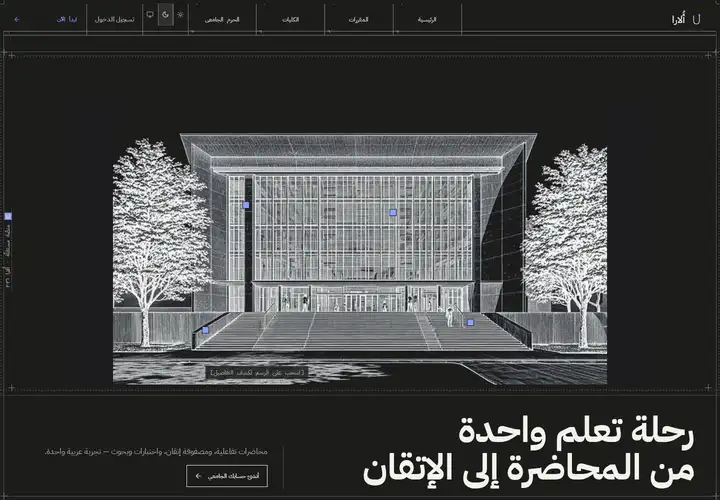 ألارا
الرئيسية
المقررات
الكليات
الحرم الجامعي
تسجيل الدخول
ابدأ الآن
[اسحب على الرسم لكشف التفاصيل]
رحلة تعلم واحدة
من المحاضرة إلى الإتقان
محاضرات تفاعلية، ومصفوفة إتقان، واختبارات وبحوث — تجربة عربية واحدة.
أنشئ حسابك الجامعي